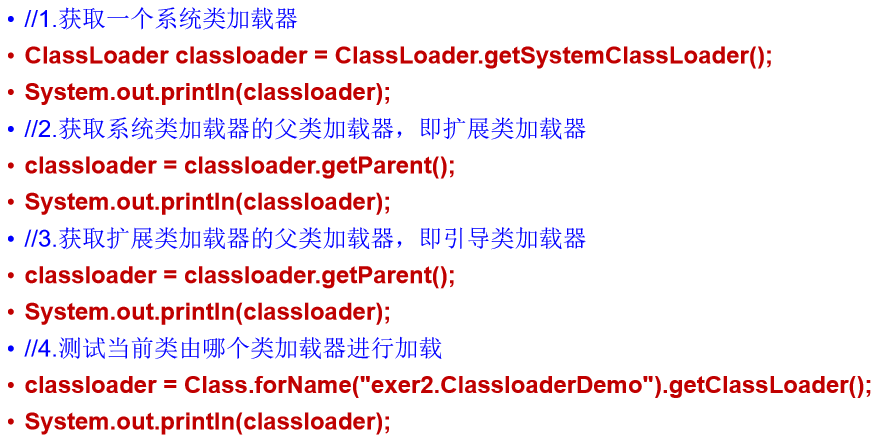 • //1.获取一个系统类加载器
• ClassLoader classloader = ClassLoader.getSystemClassLoader();
• System.out.println(classloader);
• //2.获取系统类加载器的父类加载器，即扩展类加载器
• classloader = classloader.getParent();
• System.out.println(classloader);
• //3.获取扩展类加载器的父类加载器，即引导类加载器
• classloader = classloader.getParent();
• System.out.println(classloader);
• //4.测试当前类由哪个类加载器进行加载
• classloader = Class.forName("exer2.ClassloaderDemo").getClassLoader();
• System.out.println(classloader);